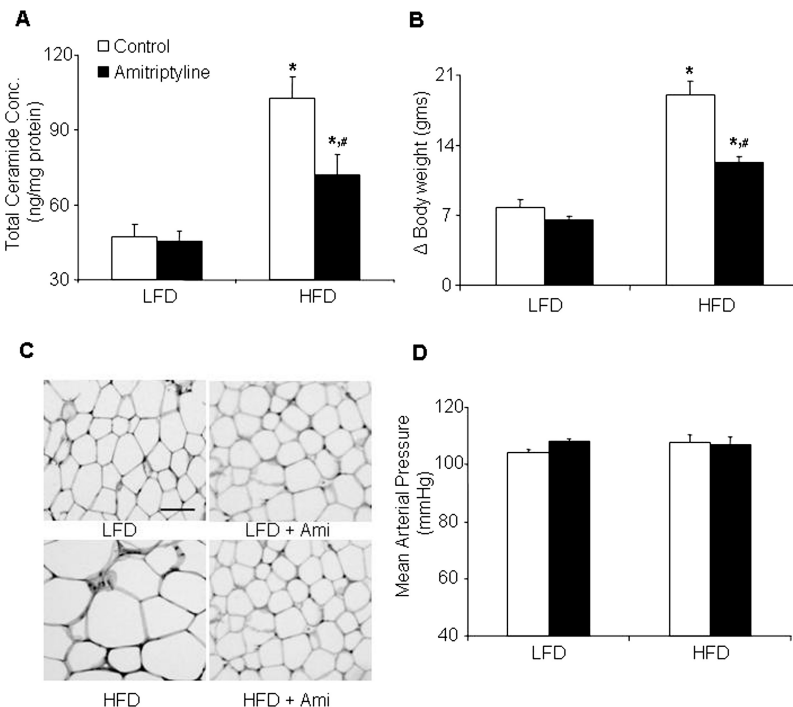 A
Control
Amitriptyline
Total Ceramide Conc.
(ng/mg protein)
120
90
60
30
*
*,#
LFD
HFD
B
Δ Body weight (gms)
21
14
7
0
*
*,#
LFD
HFD
C
LFD
LFD + Ami
HFD
HFD + Ami
D
Mean Arterial Pressure
(mmHg)
120
100
80
60
40
LFD
HFD